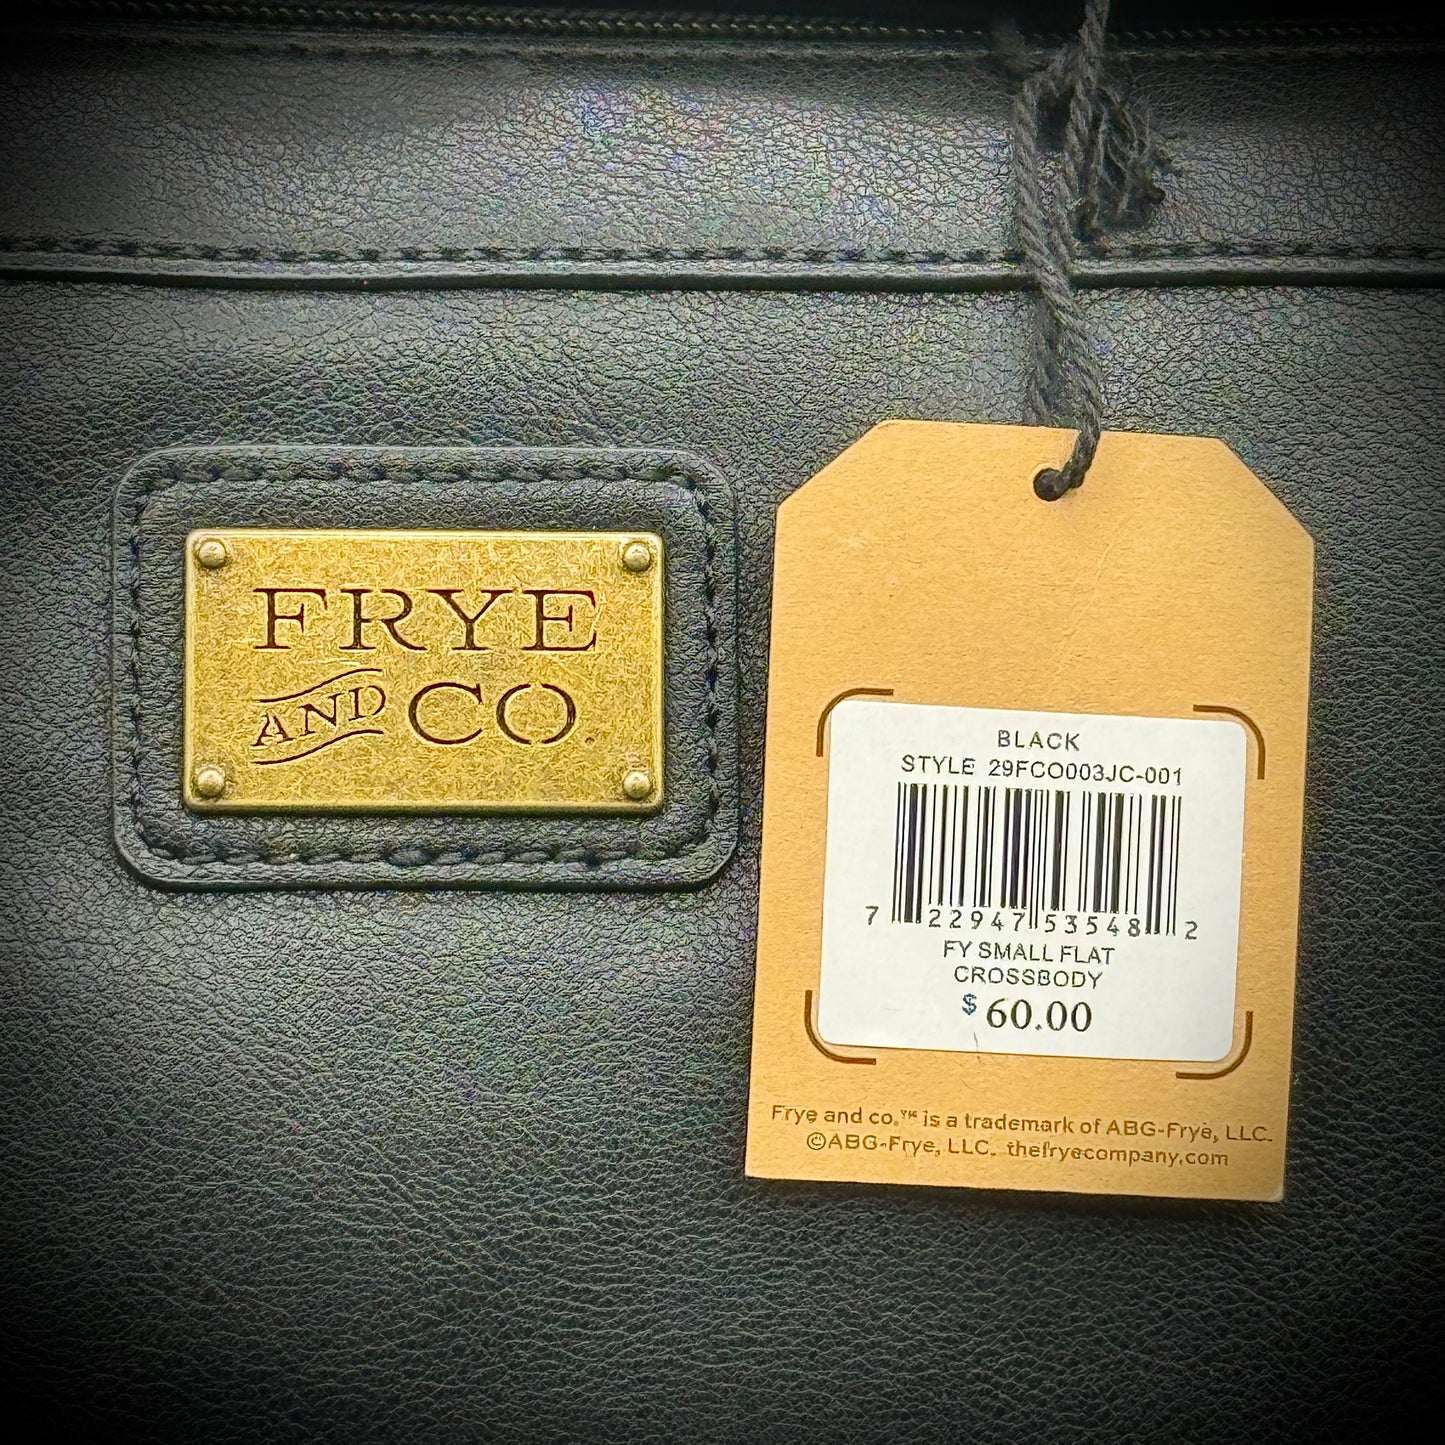 FRYE
AND CO.
BLACK
STYLE 29FCO003JC-001
7 22947 53548 2
FY SMALL FLAT
CROSSBODY
$ 60.00
Frye and co.™ is a trademark of ABG-Frye, LLC.
©ABG-Frye, LLC. thefryecompany.com